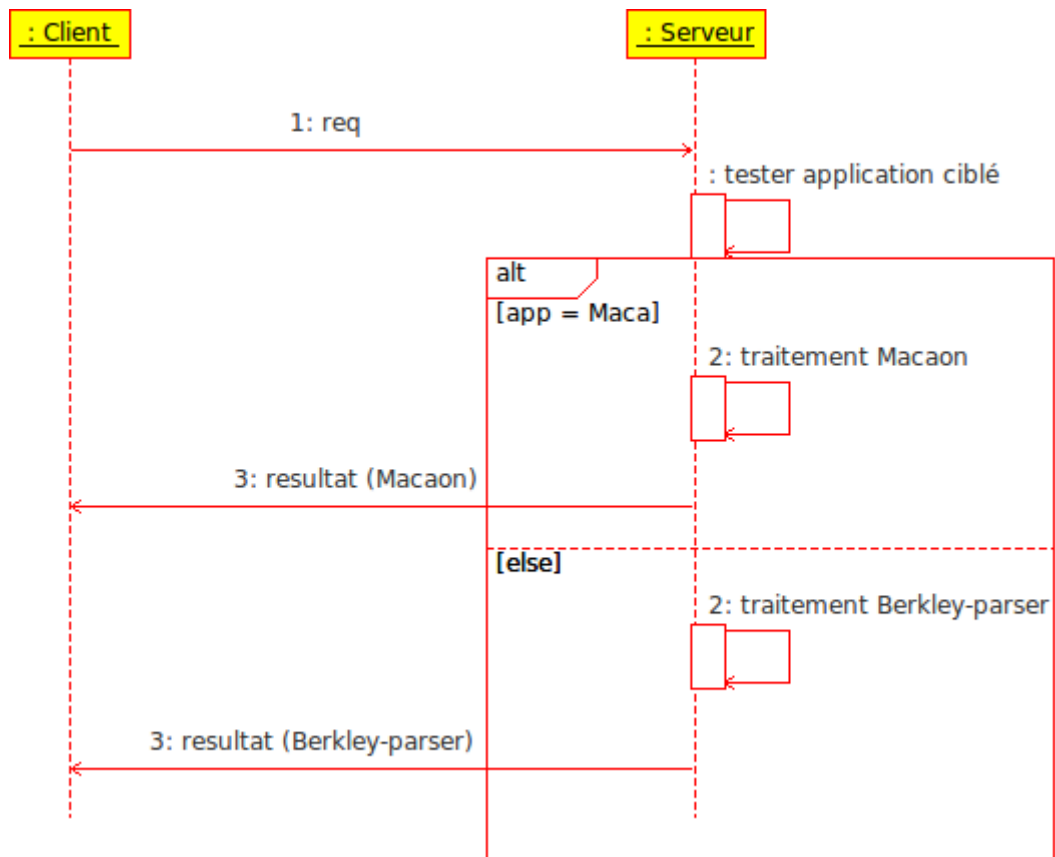 : Client
: Serveur
1: req
: tester application ciblé
alt
[app = Maca]
2: traitement Macaon
3: resultat (Macaon)
[else]
2: traitement Berkley-parser
3: resultat (Berkley-parser)